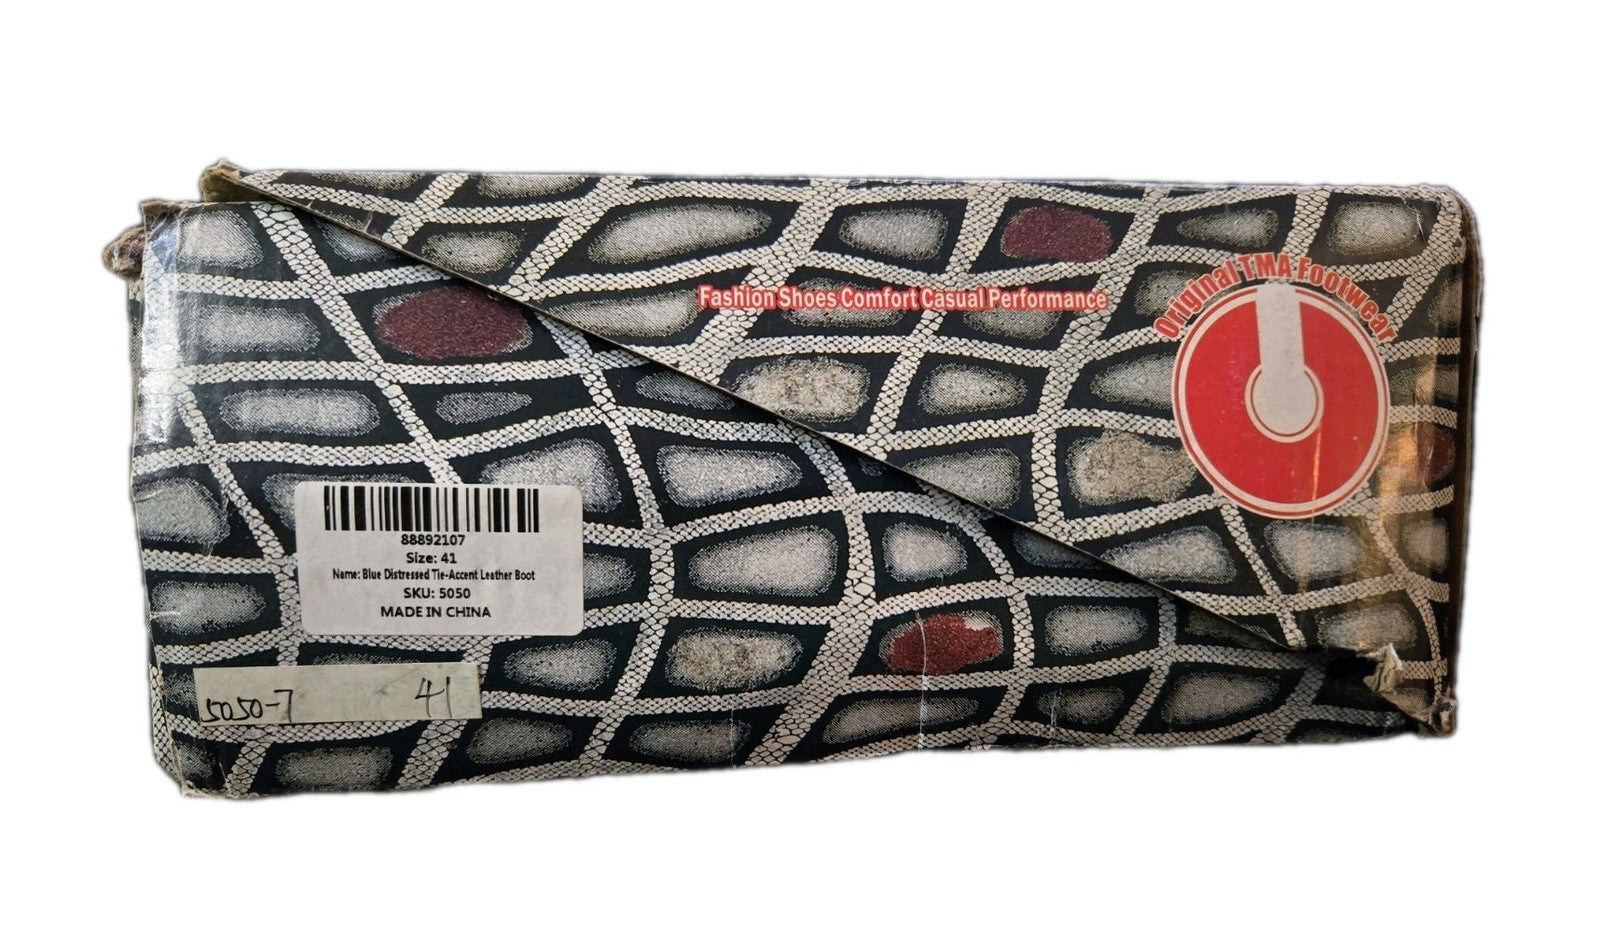 Fashion Shoes Comfort Casual Performance
Original TMA Footwear
88892107
Size: 41
Name: Blue Distressed Tie-Accent Leather Boot
SKU: 5050
MADE IN CHINA
5050-7 41